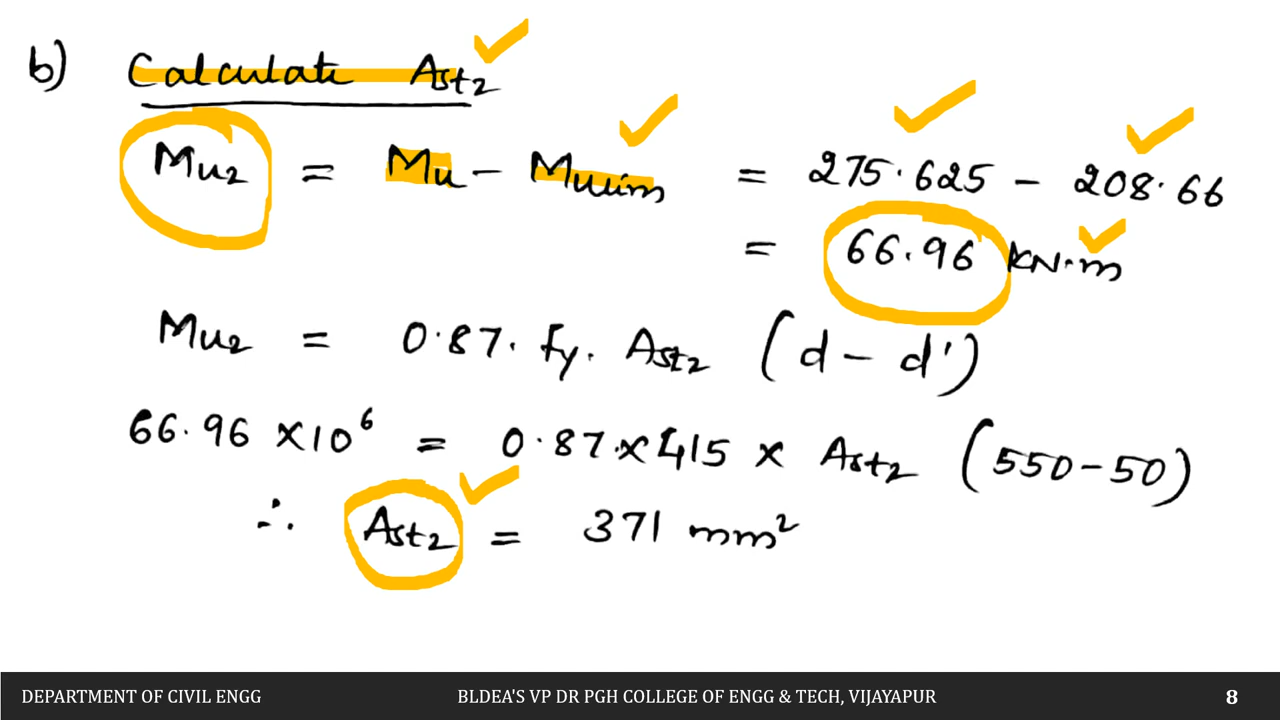 b) Calculate Ast2
Mu2 = Mu - Mulim = 275.625 - 208.66
= 66.96 KN.m
Mu2 = 0.87. fy. Ast2 (d - d')
66.96 ×10⁶ = 0.87.× 415 × Ast2 (550-50)
∴ Ast2 = 371 mm²
DEPARTMENT OF CIVIL ENGG BLDEA'S VP DR PGH COLLEGE OF ENGG & TECH, VIJAYAPUR 8